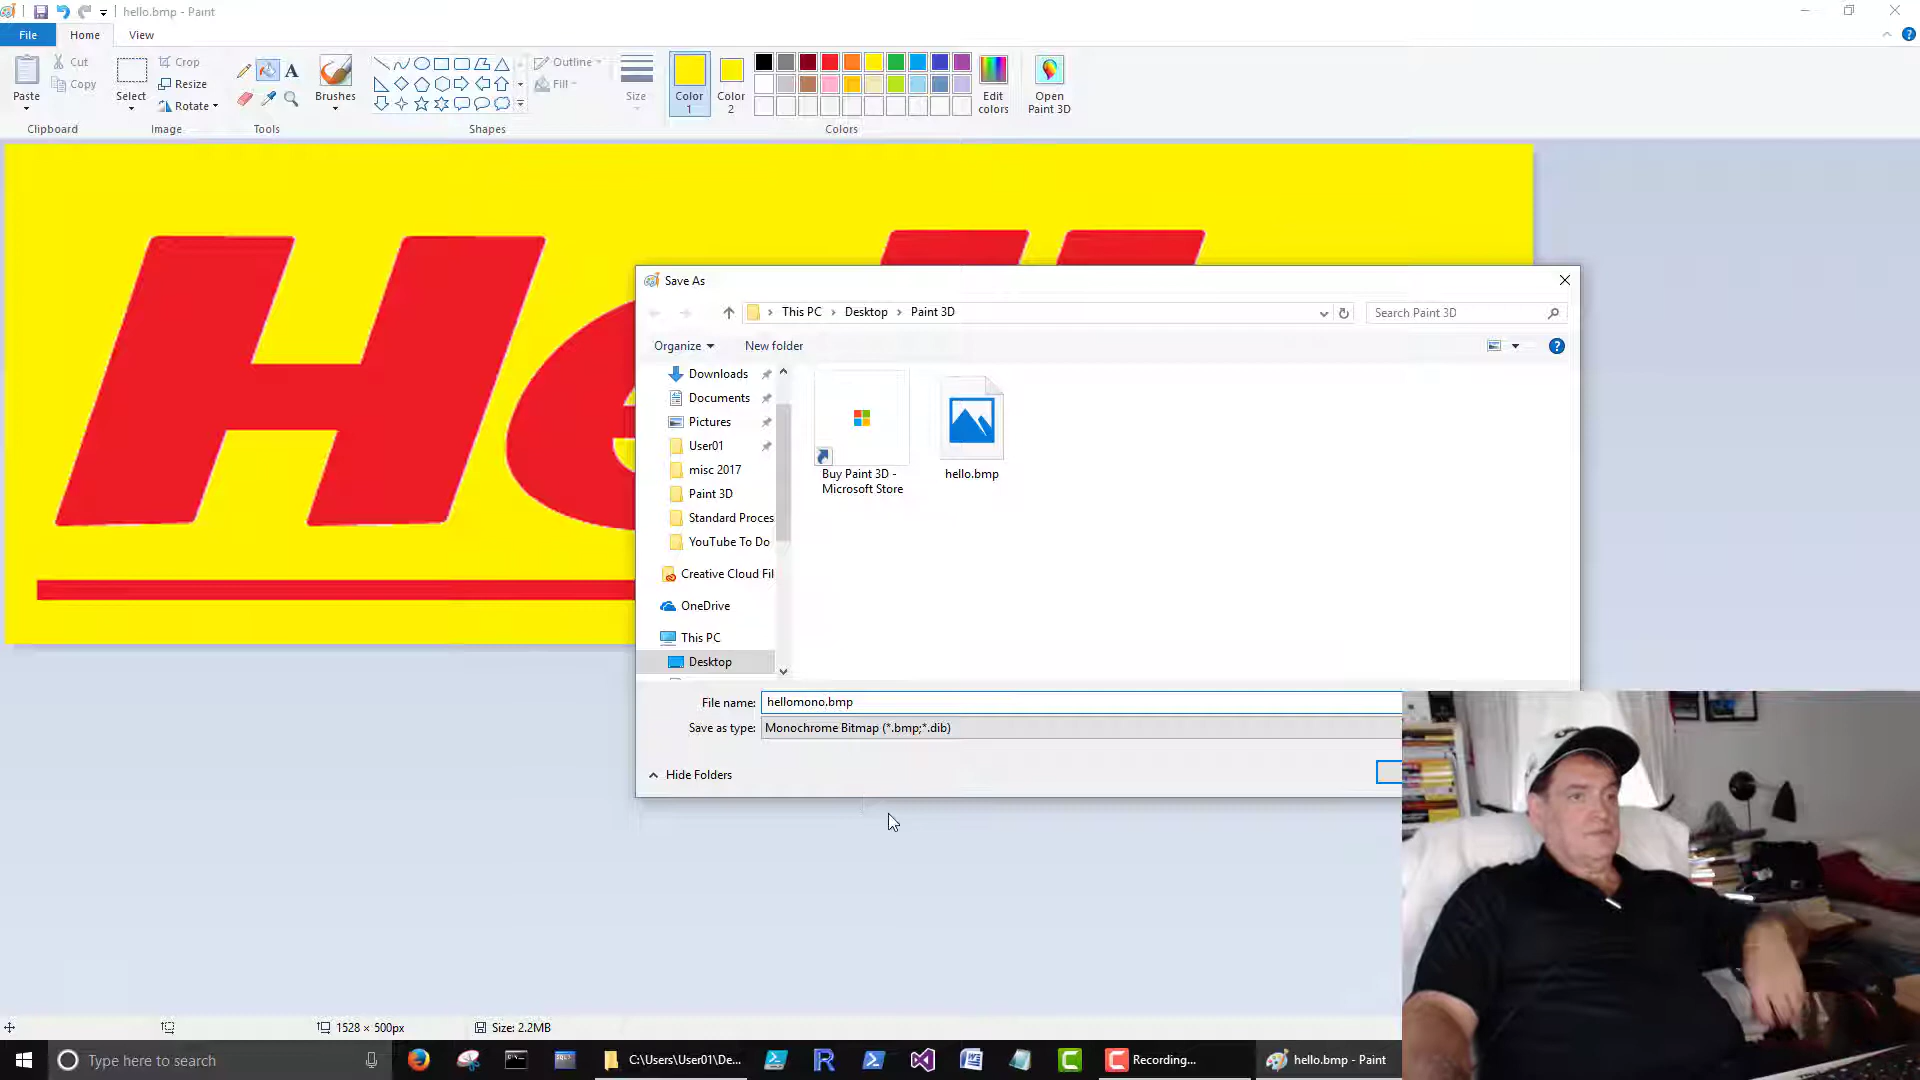 hello.bmp - Paint
File
Home
View
Paste
Cut
Copy
Clipboard
Select
Crop
Resize
Rotate
Image
A
Tools
Brushes
Outline
Fill
Shapes
Size
Color
1
Color
2
Edit
colors
Colors
Open
Paint 3D
He
Save As
This PC
Desktop
Paint 3D
Search Paint 3D
Organize
New folder
Downloads
Documents
Pictures
User01
misc 2017
Paint 3D
Standard Proces
YouTube To Do
Creative Cloud Fil
OneDrive
This PC
Desktop
Buy Paint 3D -
Microsoft Store
hello.bmp
File name: hellomono.bmp
Save as type: Monochrome Bitmap (*.bmp;*.dib)
Hide Folders
1528 × 500px
Size: 2.2MB
Type here to search
C:\Users\User01\De...
Recording...
hello.bmp - Paint